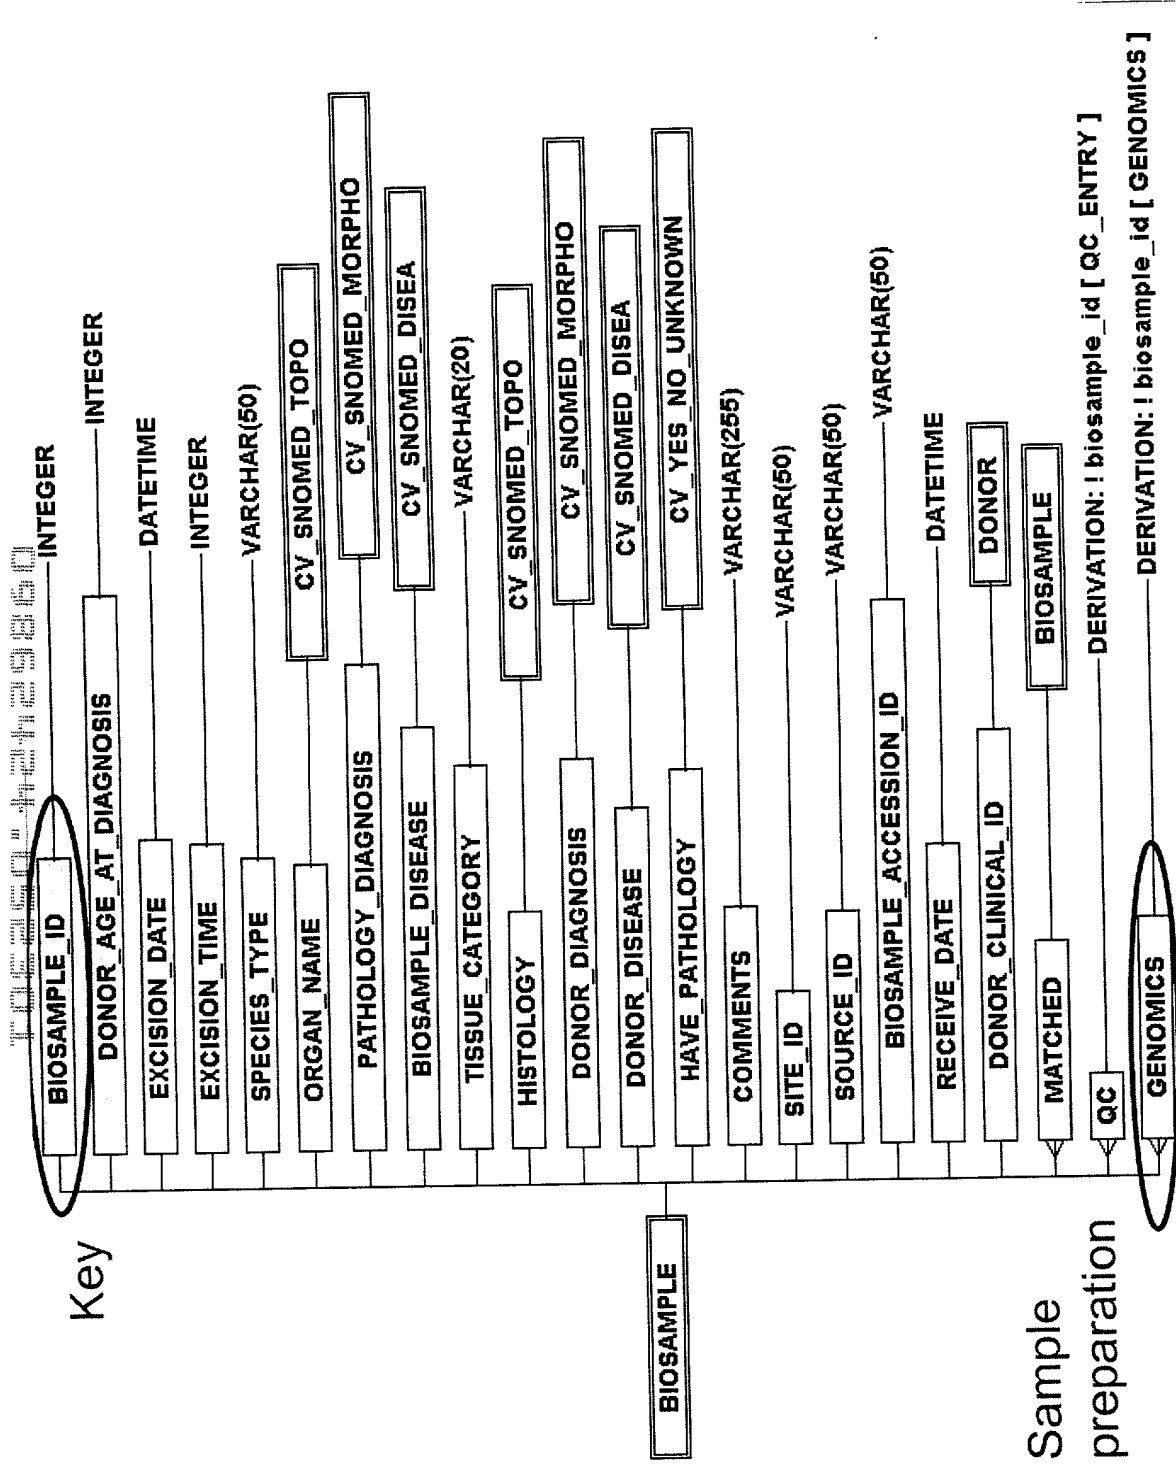 Key
BIOSAMPLE_ID INTEGER
DONOR_AGE_AT_DIAGNOSIS INTEGER
EXCISION_DATE DATETIME
EXCISION_TIME INTEGER
SPECIES_TYPE VARCHAR(50)
ORGAN_NAME CV_SNOMED_TOPO
PATHOLOGY_DIAGNOSIS CV_SNOMED_MORPHO
BIOSAMPLE_DISEASE CV_SNOMED_DISEA
TISSUE_CATEGORY VARCHAR(20)
HISTOLOGY CV_SNOMED_TOPO
DONOR_DIAGNOSIS CV_SNOMED_MORPHO
BIOSAMPLE DONOR_DISEASE CV_SNOMED_DISEA
HAVE_PATHOLOGY CV_YES_NO_UNKNOWN
COMMENTS VARCHAR(255)
SITE_ID VARCHAR(50)
SOURCE_ID VARCHAR(50)
BIOSAMPLE_ACCESSION_ID VARCHAR(50)
RECEIVE_DATE DATETIME
DONOR_CLINICAL_ID DONOR
Sample MATCHED BIOSAMPLE
preparation QC DERIVATION: ! biosample_id [ QC_ENTRY ]
GENOMICS DERIVATION: ! biosample_id [ GENOMICS ]